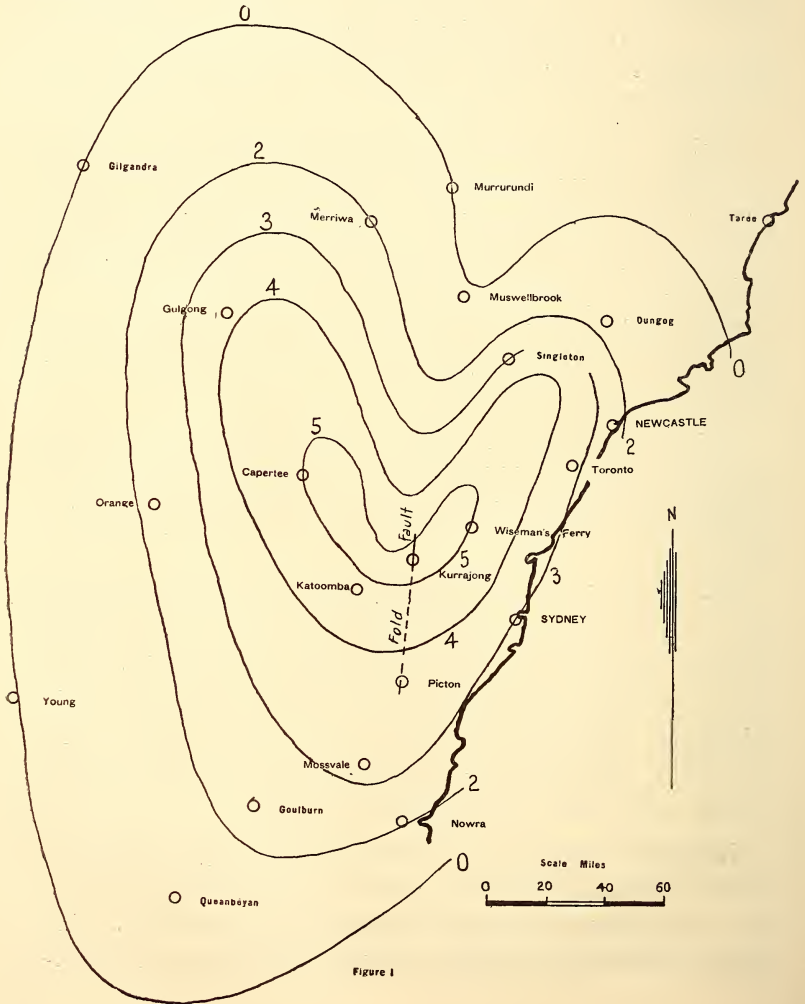 0
Gilgandra
2
Murrurundi
Merriwa
Taree
3
4
Muswellbrook
Gulgong
Dungog
Singleton
0
NEWCASTLE
5
2
Toronto
Capertee
Orange
N
Fault
Wiseman's Ferry
5
Kurrajong
3
Katoomba
Fold
SYDNEY
4
Picton
Young
Mossvale
2
Goulburn
Nowra
0
Scale Miles
0 20 40 60
Queanbeyan
Figure 1